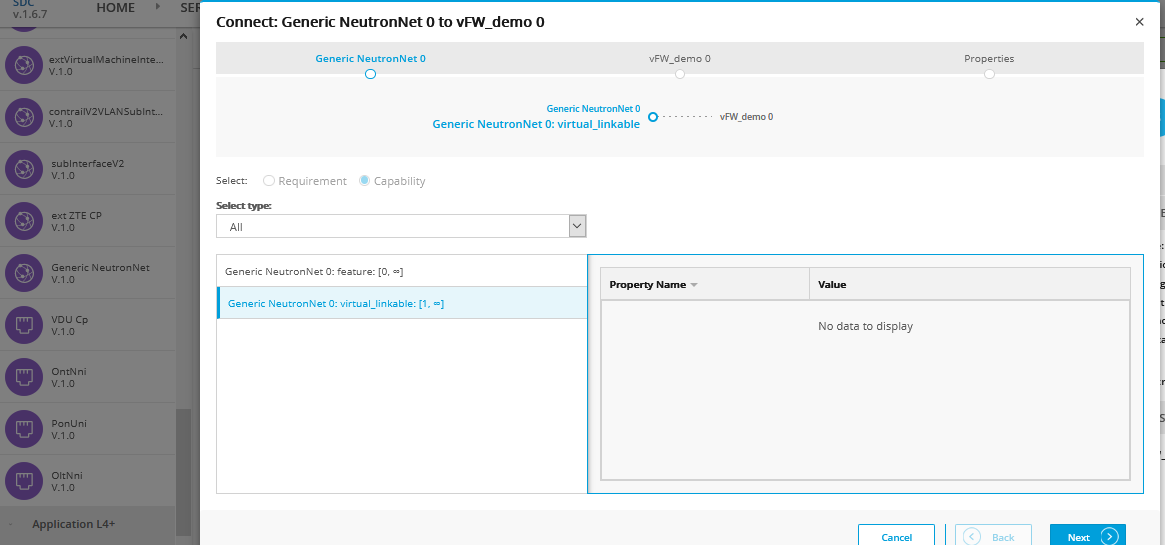 SDC
v.1.6.7
HOME
SER
extVirtualMachineInte...
V.1.0
contrailV2VLANSubInt...
V.1.0
subInterfaceV2
V.1.0
ext ZTE CP
V.1.0
Generic NeutronNet
V.1.0
VDU Cp
V.1.0
OntNni
V.1.0
PonUni
V.1.0
OltNni
V.1.0
Application L4+
Connect: Generic NeutronNet 0 to vFW_demo 0
Generic NeutronNet 0
vFW_demo 0
Properties
Generic NeutronNet 0
Generic NeutronNet 0: virtual_linkable
vFW_demo 0
Select: Requirement Capability
Select type:
All
Generic NeutronNet 0: feature: [0, ∞]
Generic NeutronNet 0: virtual_linkable: [1, ∞]
Property Name Value
No data to display
Cancel Back Next